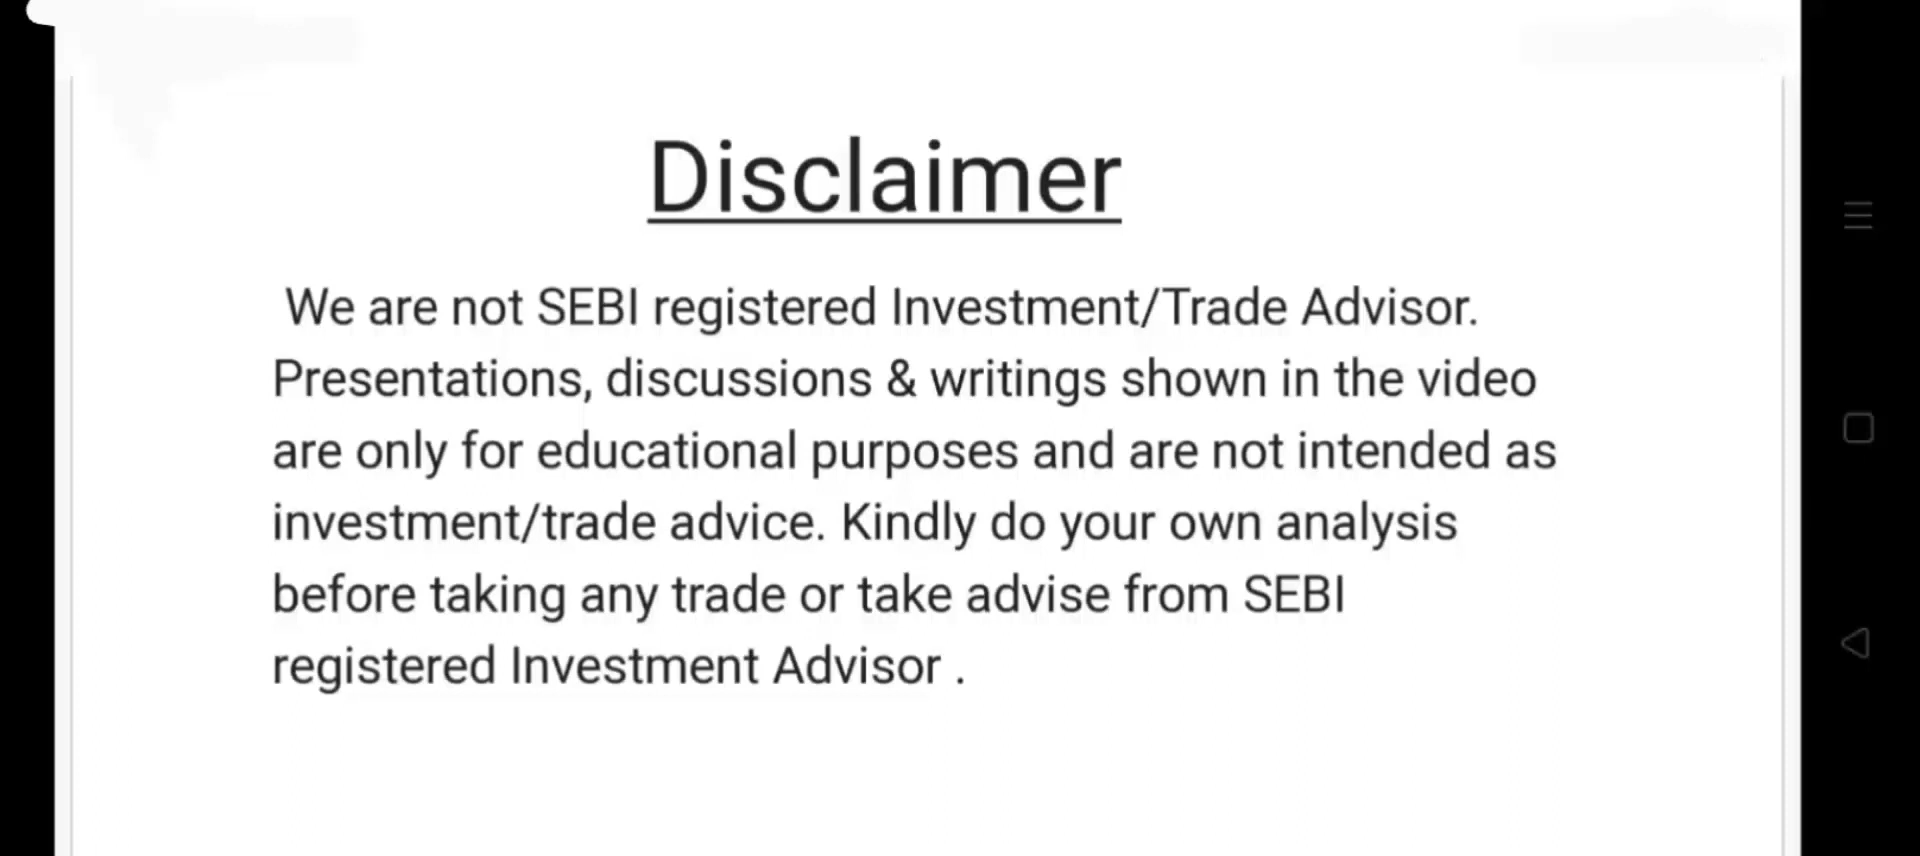 Disclaimer
We are not SEBI registered Investment/Trade Advisor.
Presentations, discussions & writings shown in the video
are only for educational purposes and are not intended as
investment/trade advice. Kindly do your own analysis
before taking any trade or take advise from SEBI
registered Investment Advisor .